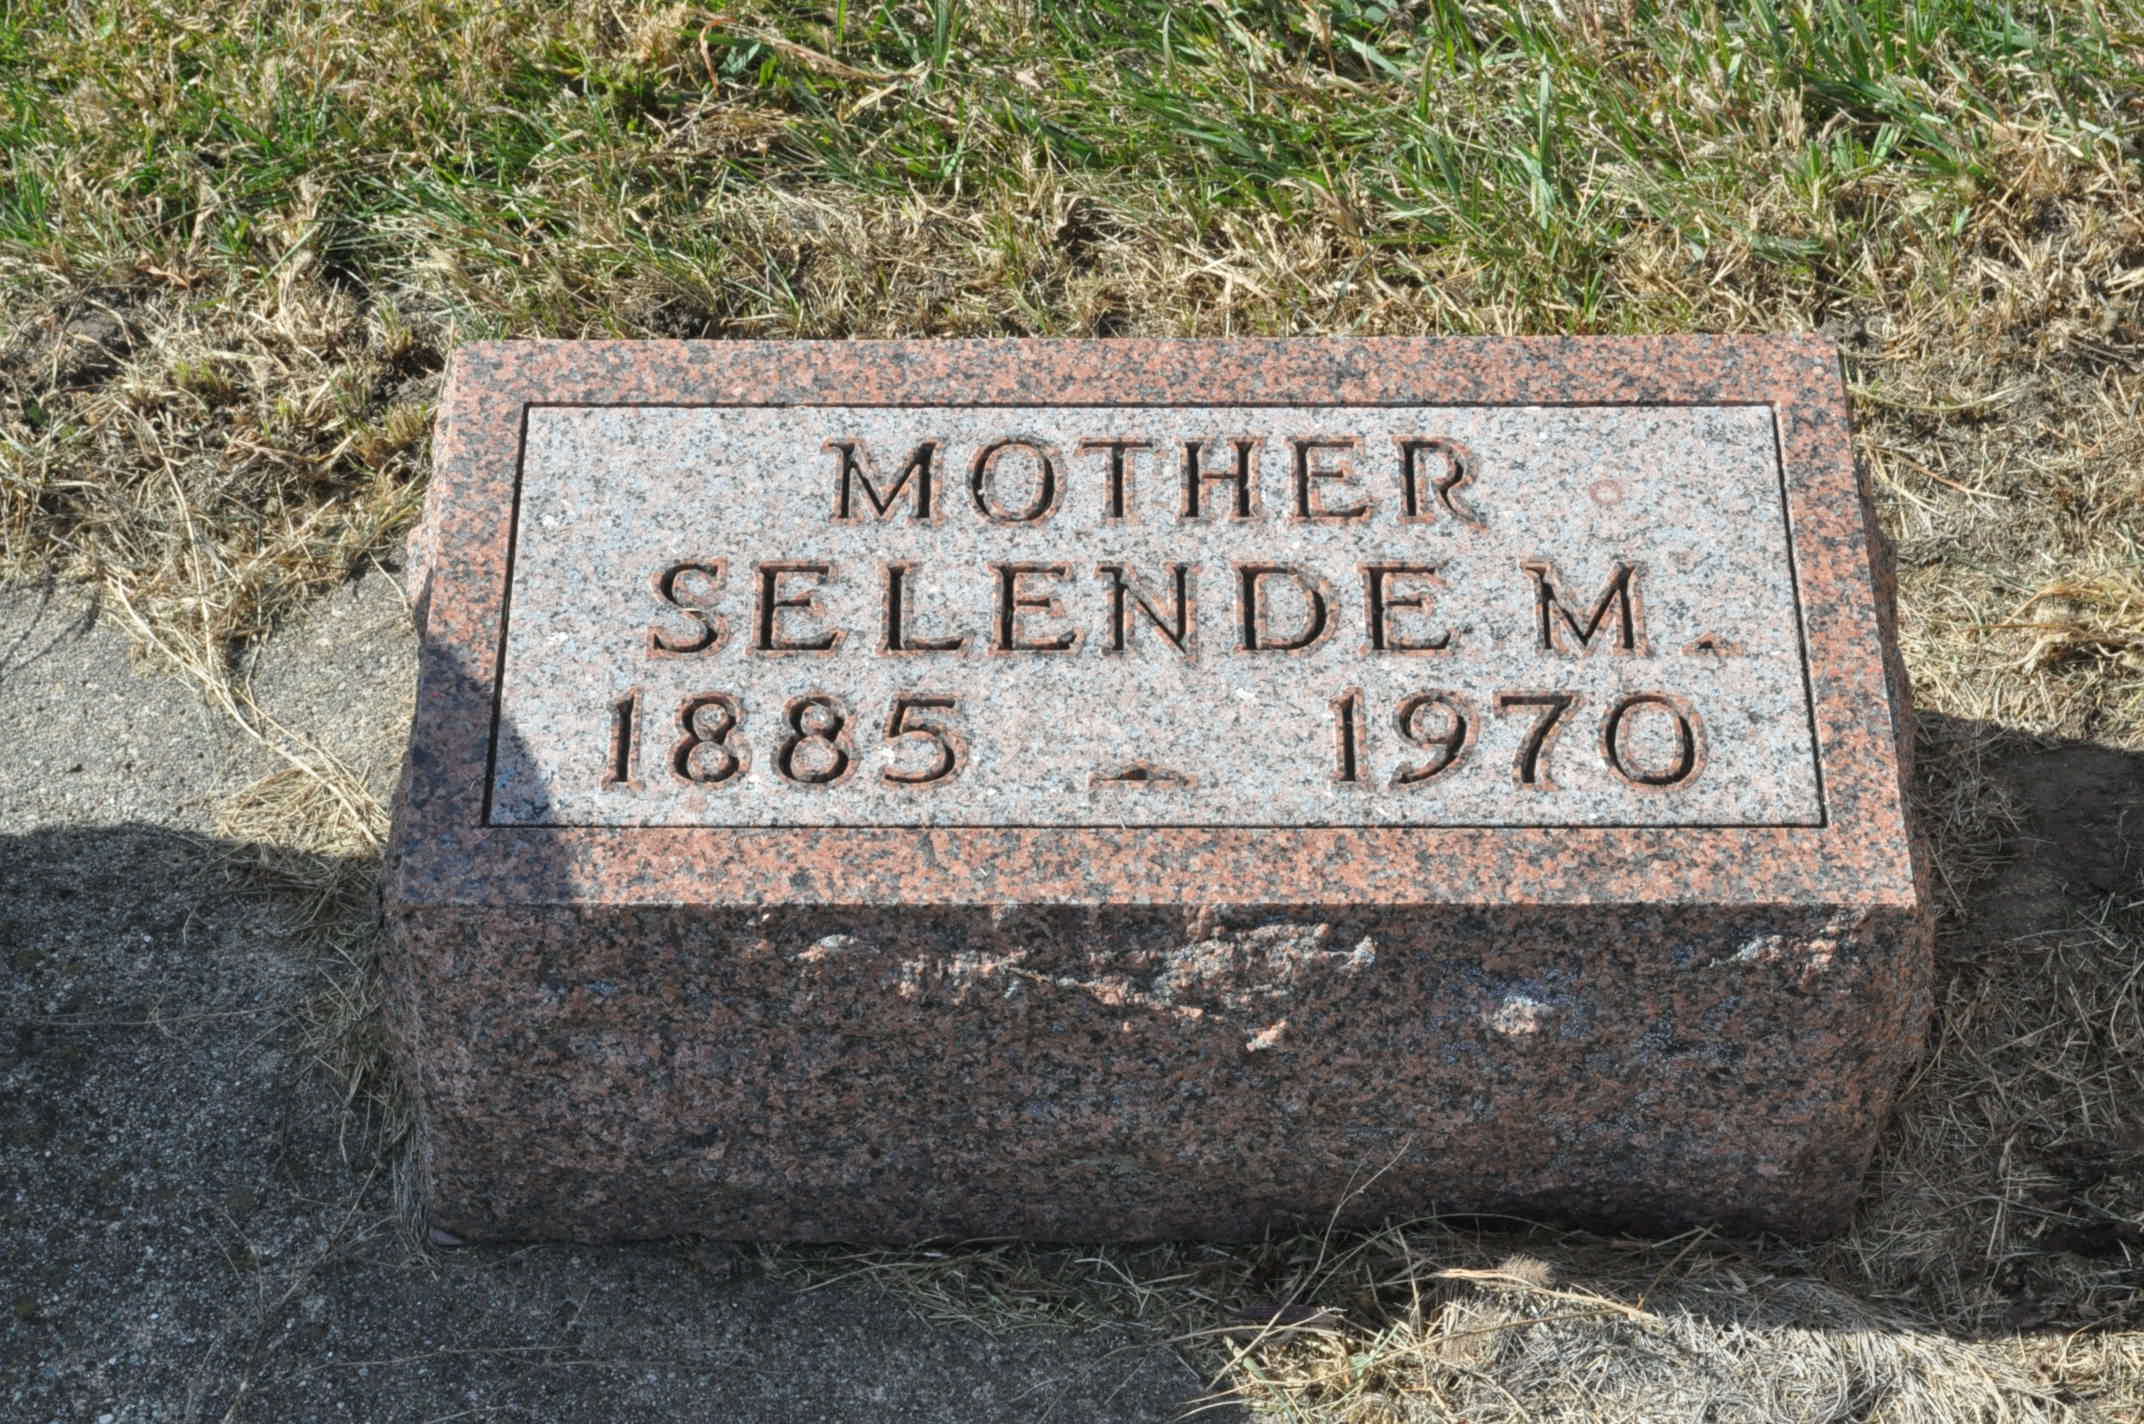 MOTHER
SELENDE M.
1885 - 1970